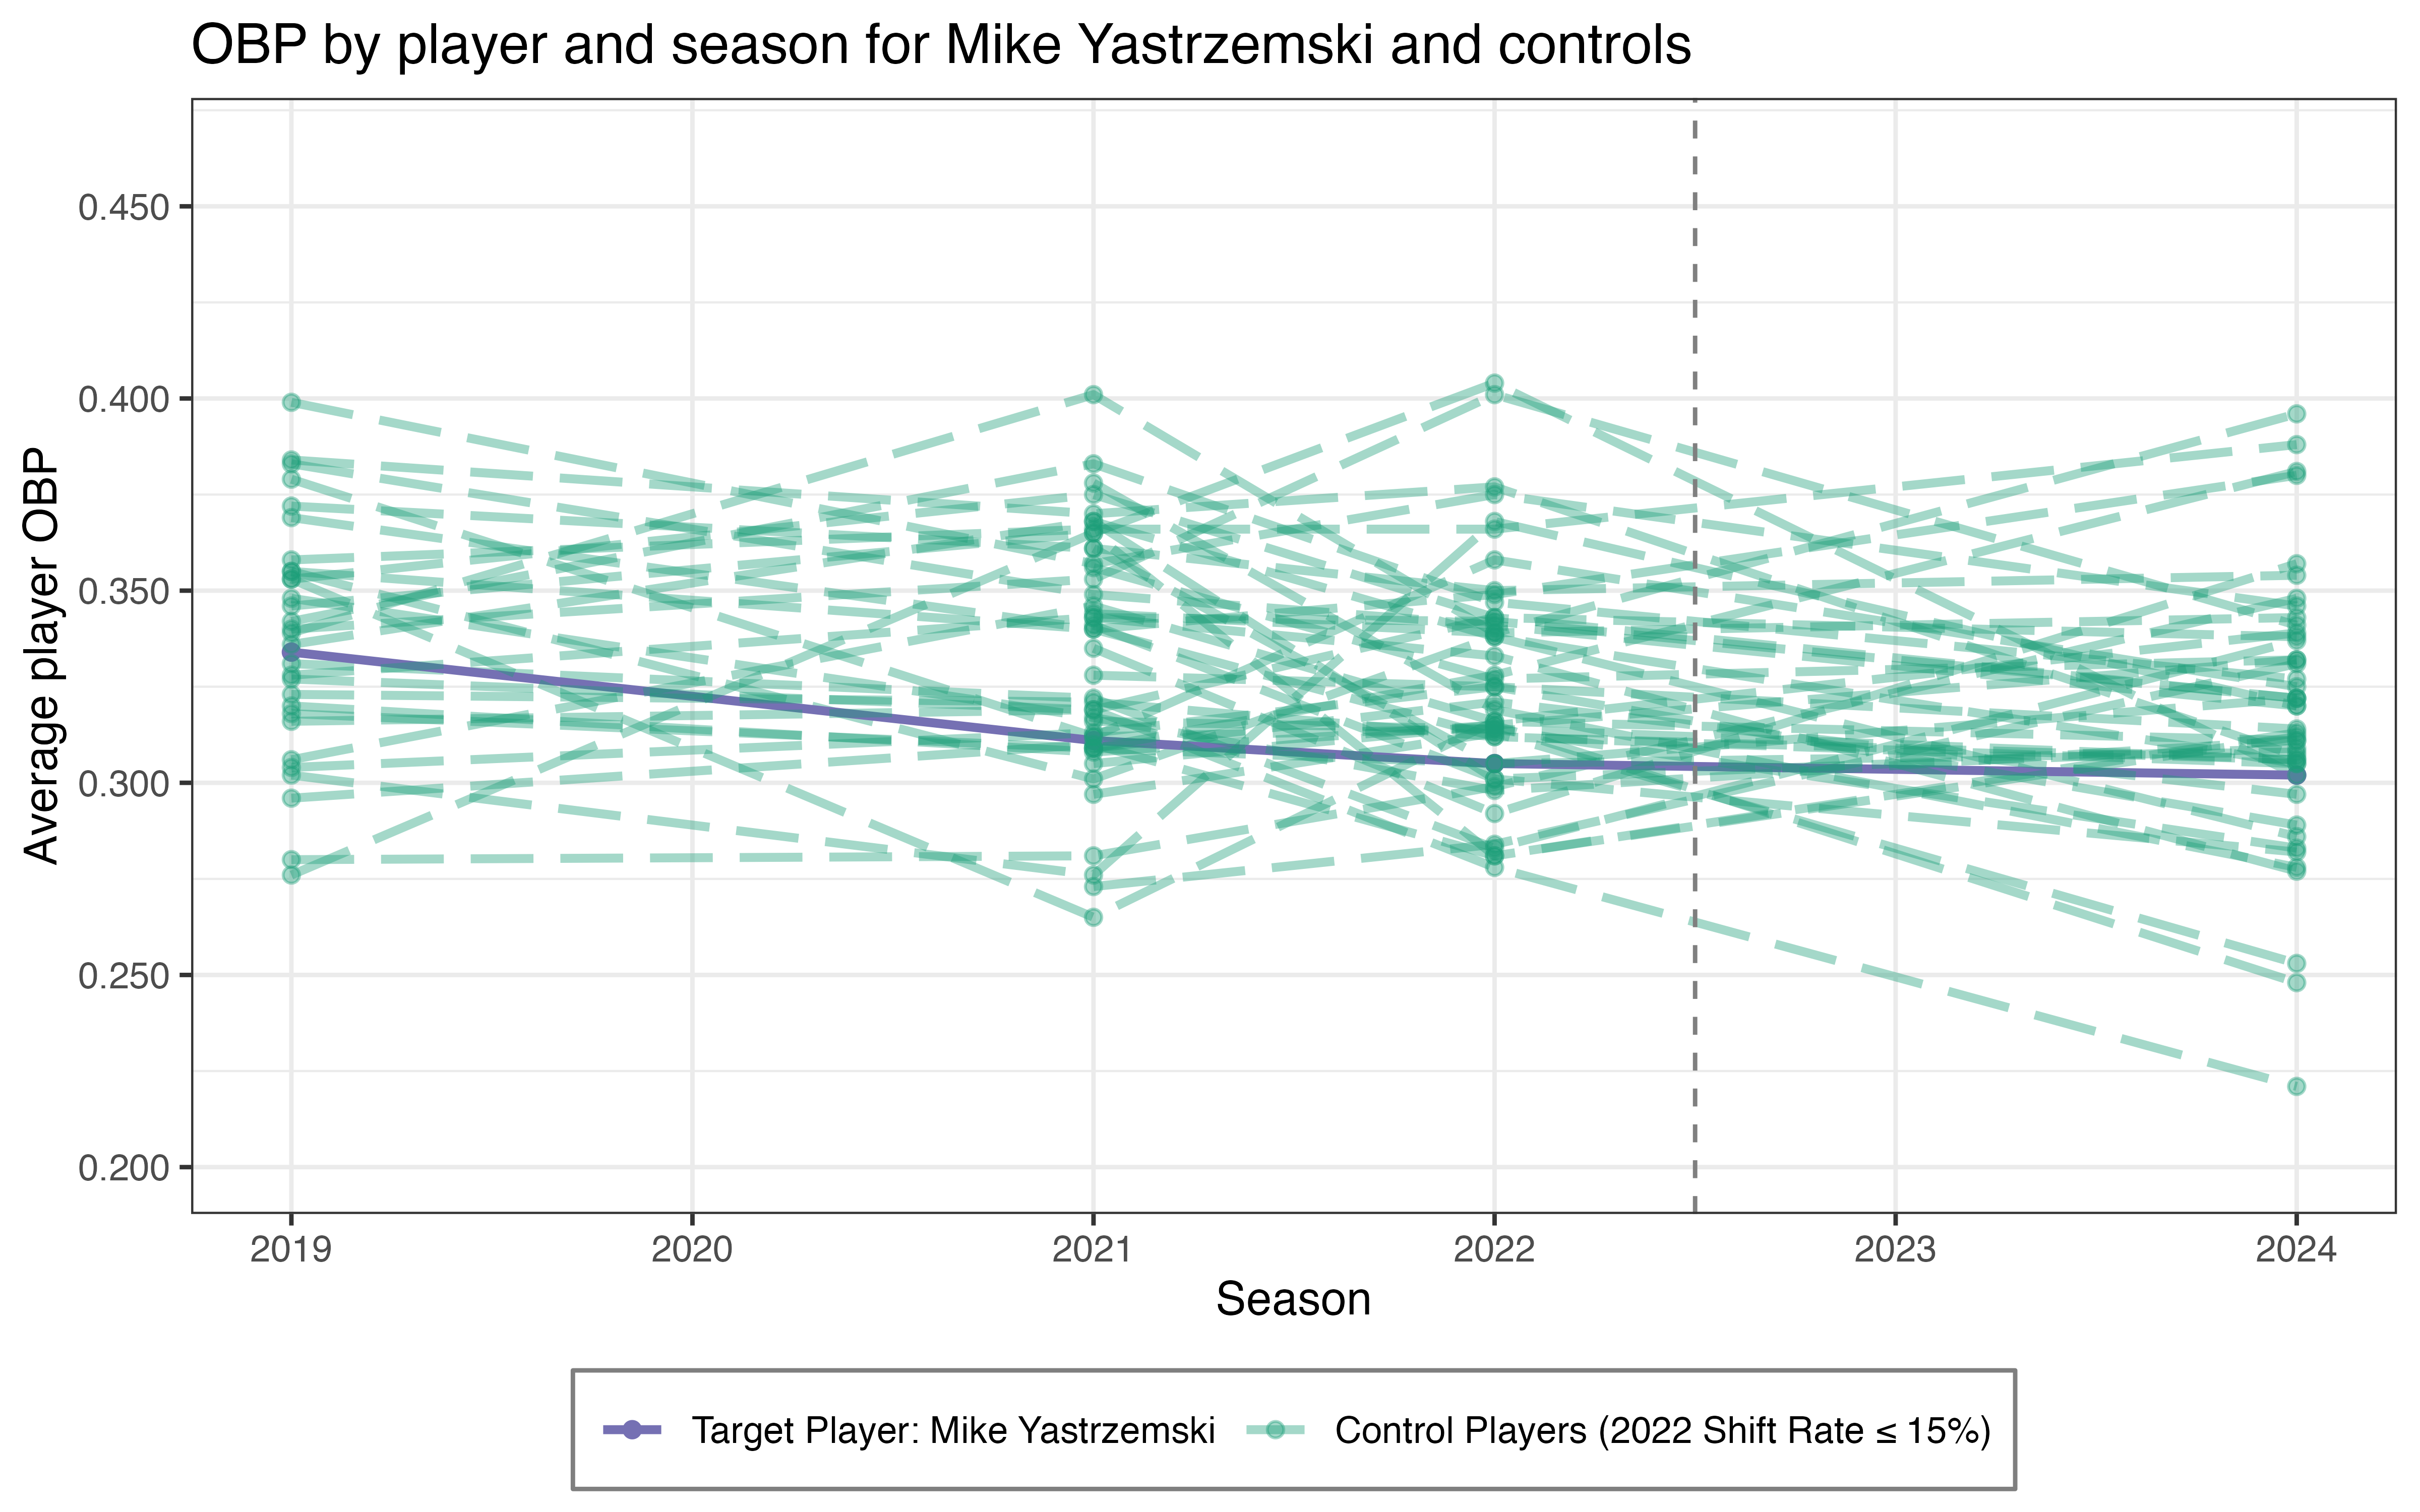 OBP by player and season for Mike Yastrzemski and controls
Average player OBP
0.450
0.400
0.350
0.300
0.250
0.200
2019 2020 2021 2022 2023 2024
Season
Target Player: Mike Yastrzemski Control Players (2022 Shift Rate ≤ 15%)